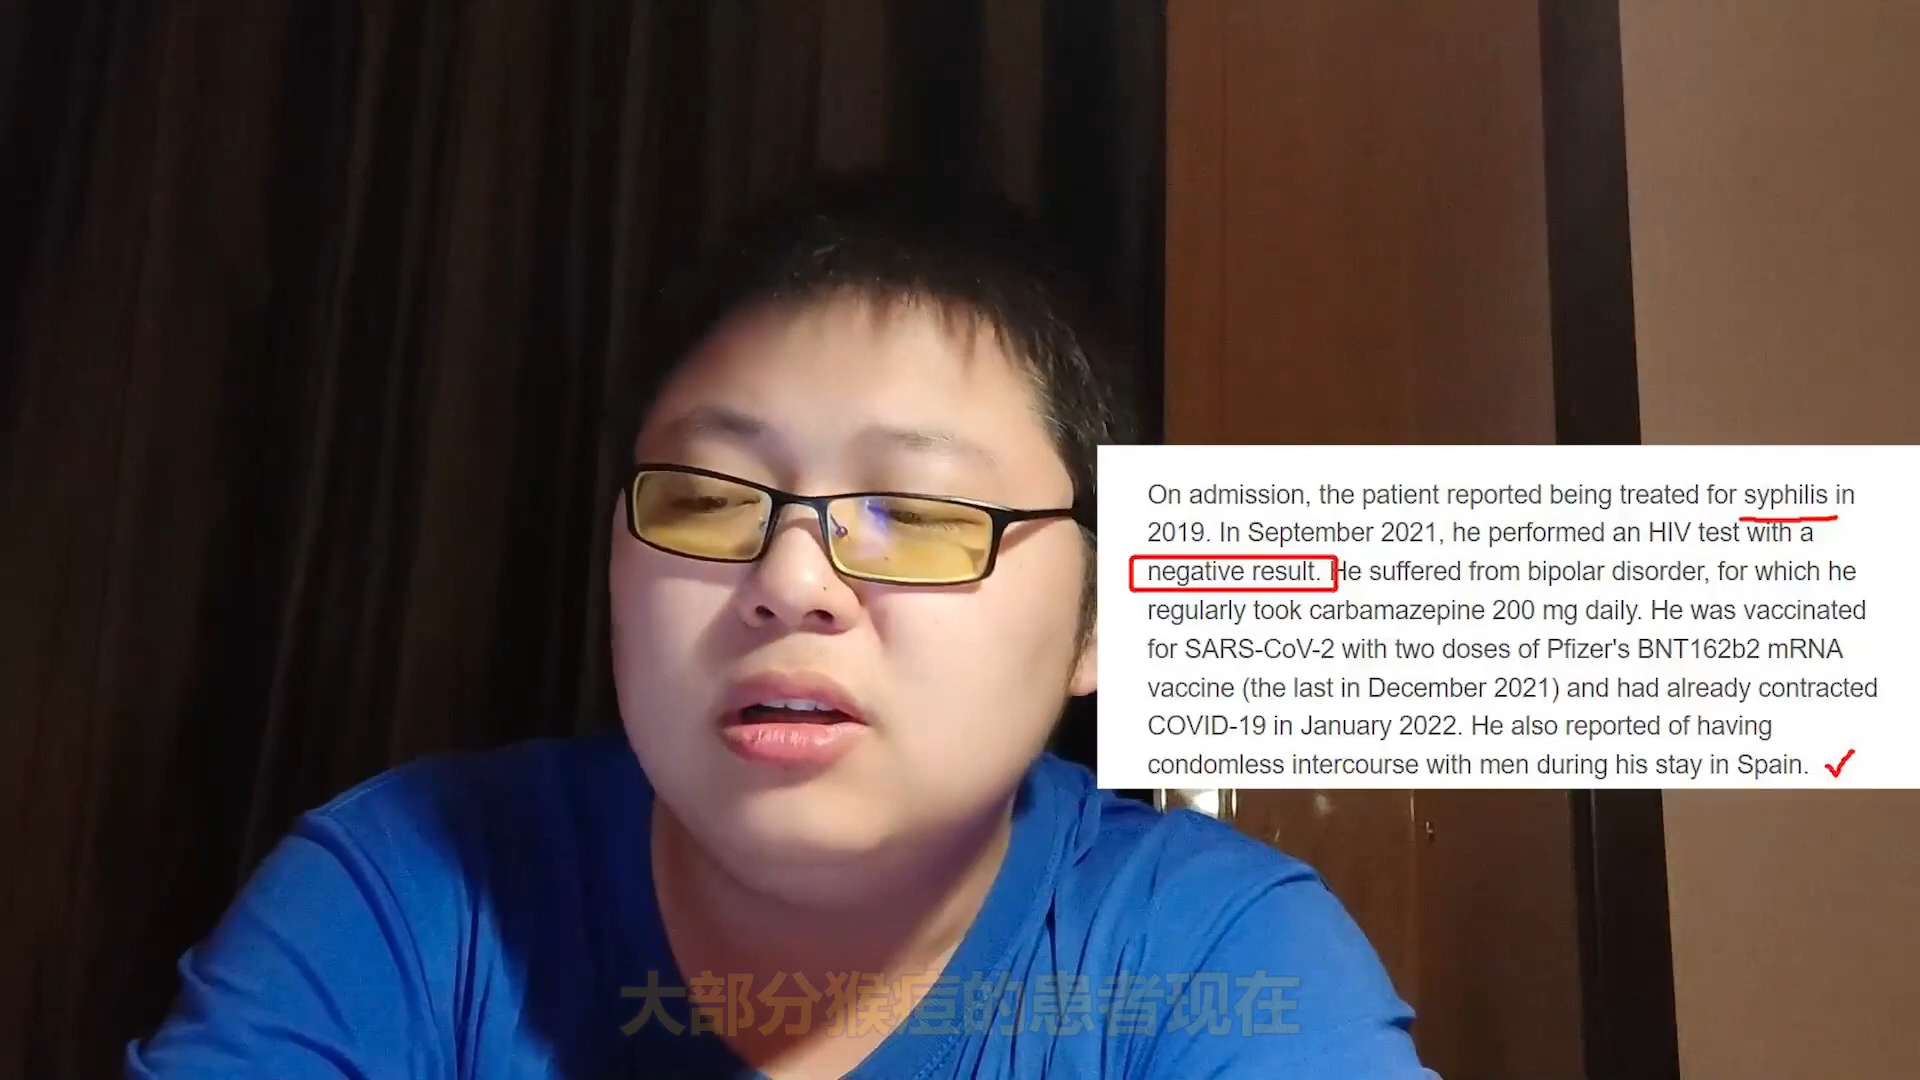 On admission, the patient reported being treated for syphilis in
2019. In September 2021, he performed an HIV test with a
negative result. He suffered from bipolar disorder, for which he
regularly took carbamazepine 200 mg daily. He was vaccinated
for SARS-CoV-2 with two doses of Pfizer's BNT162b2 mRNA
vaccine (the last in December 2021) and had already contracted
COVID-19 in January 2022. He also reported of having
condomless intercourse with men during his stay in Spain.
大部分猴痘的患者现在